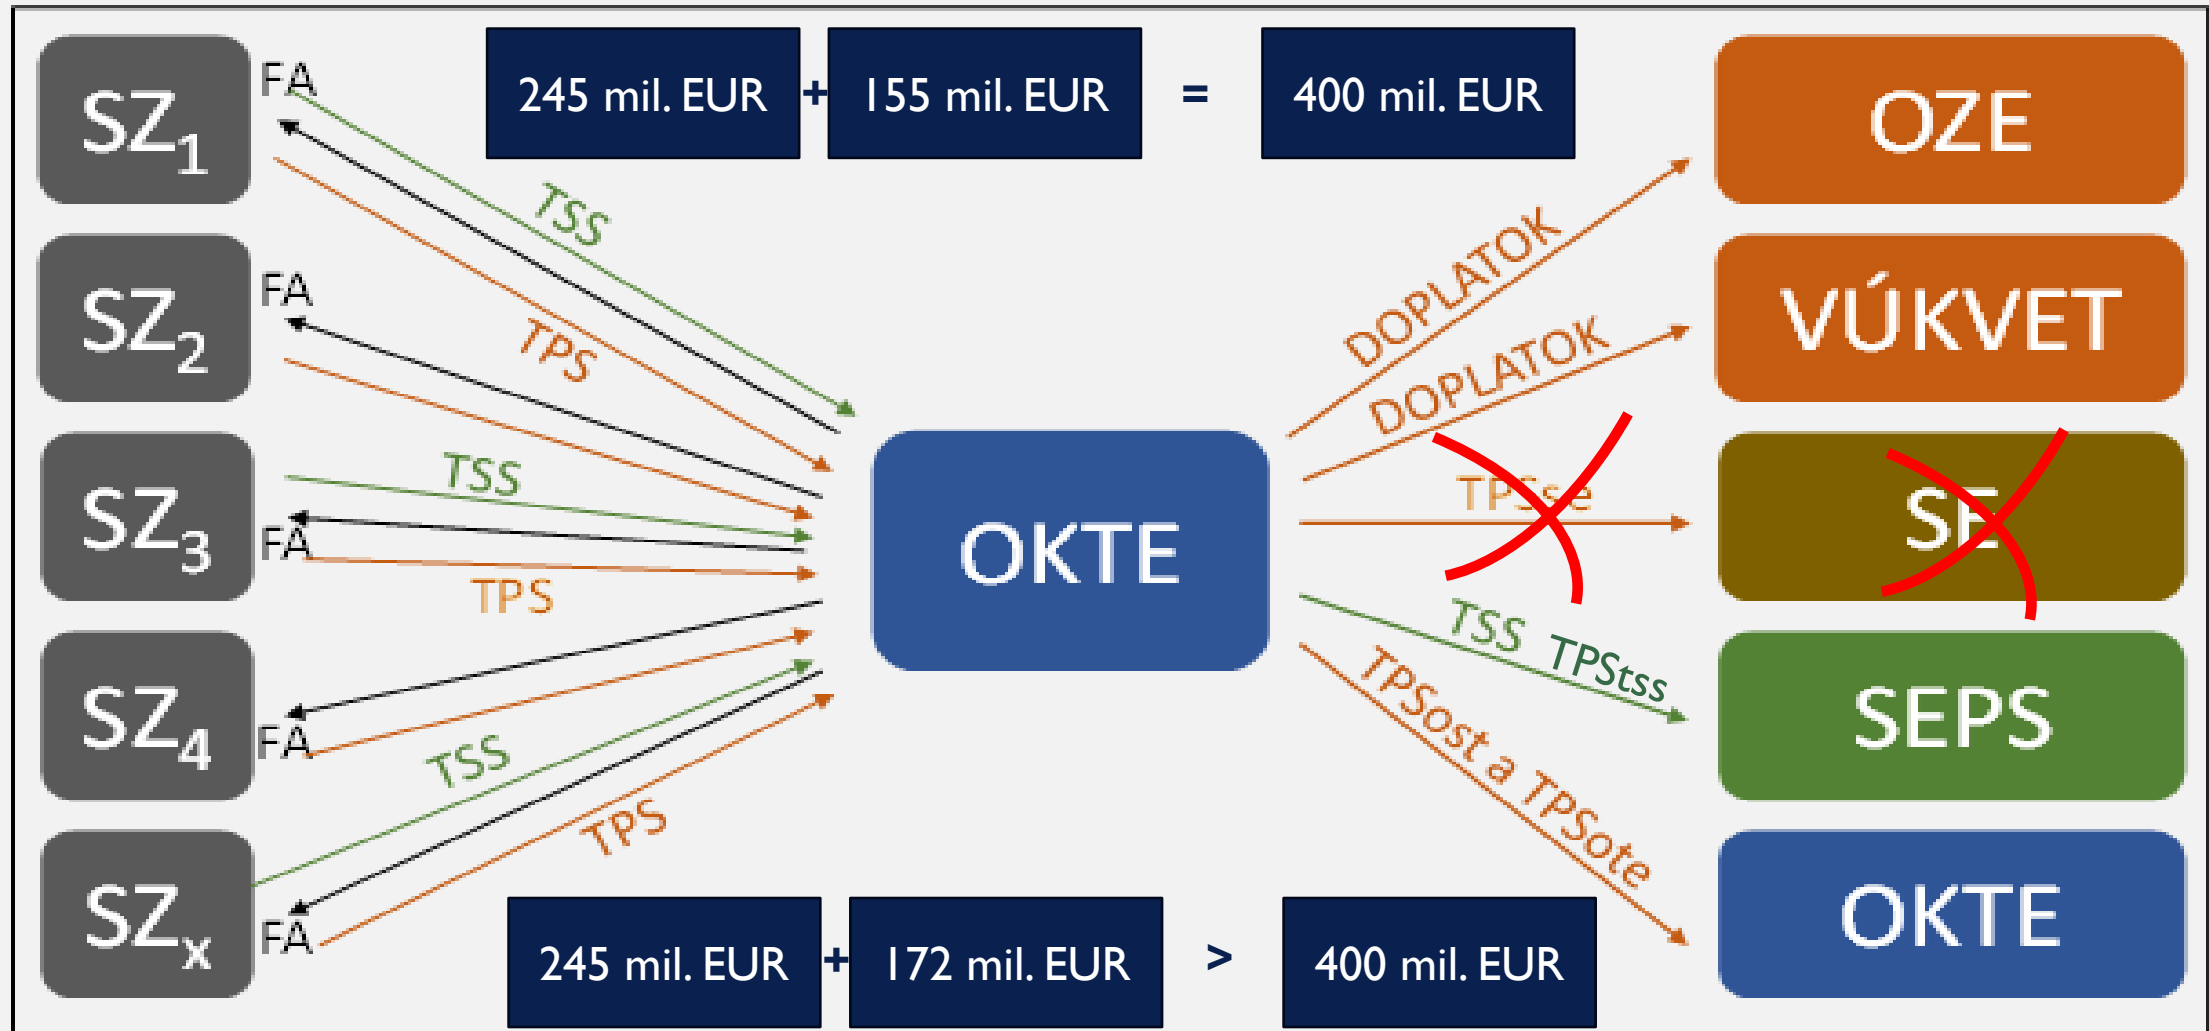 245 mil. EUR + 155 mil. EUR = 400 mil. EUR
SZ1
FA
TSS
TPS
SZ2
FA
SZ3
TSS
FA
TPS
SZ4
FA
TSS
SZx
FA
TPS
OKTE
DOPLATOK
DOPLATOK
TPSse
TSS TPStss
TPSost a TPSote
OZE
VÚKVET
SE
SEPS
OKTE
245 mil. EUR + 172 mil. EUR > 400 mil. EUR